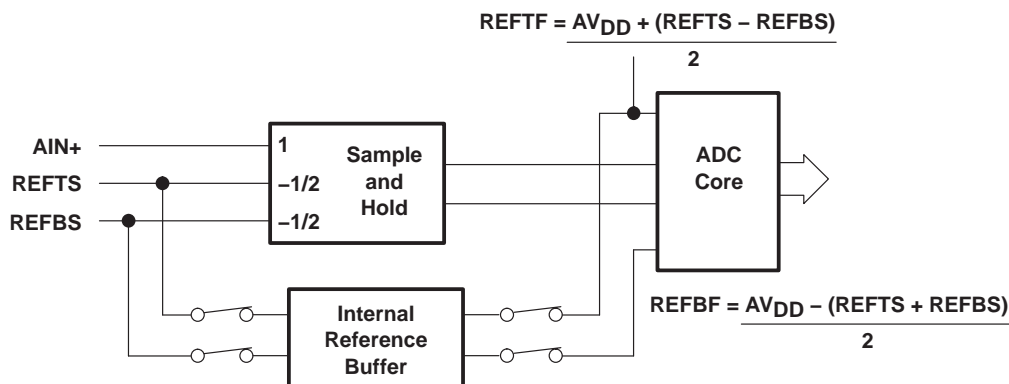 REFTF = AVDD + (REFTS – REFBS)
2
AIN+
REFTS
REFBS
1
–1/2
–1/2
Sample
and
Hold
ADC
Core
Internal
Reference
Buffer
REFBF = AVDD – (REFTS + REFBS)
2